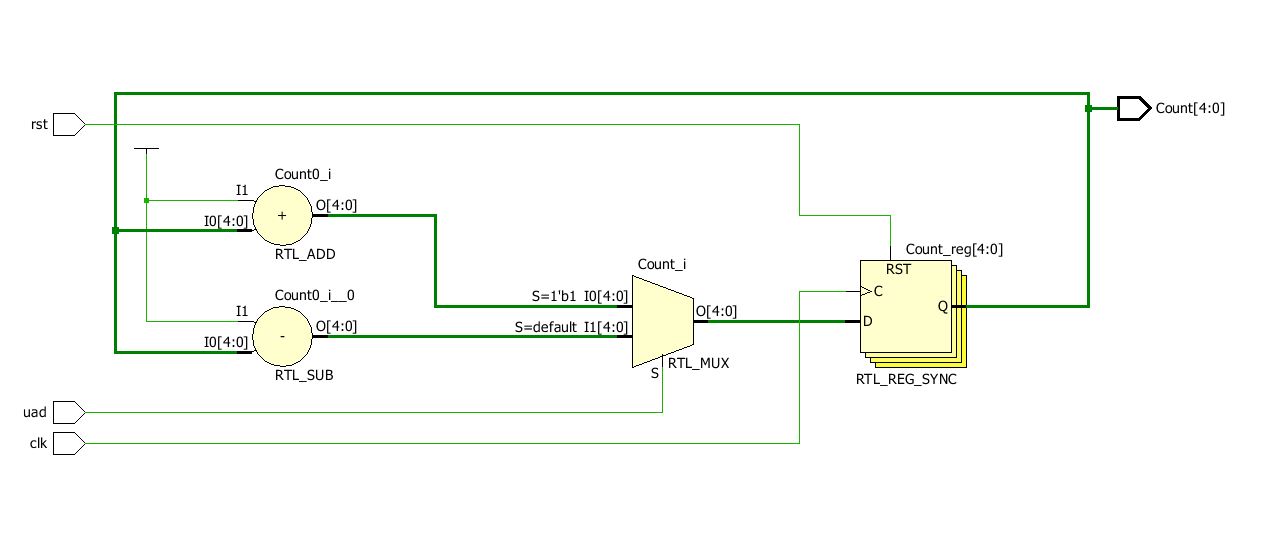 Count[4:0]
rst
Count0_i
I1
O[4:0]
+
I0[4:0]
RTL_ADD
Count_reg[4:0]
RST
Count_i
Count0_i__0
S=1'b1 I0[4:0]
C
I1
O[4:0]
O[4:0]
Q
S=default I1[4:0]
D
-
I0[4:0]
RTL_SUB
RTL_MUX
S
RTL_REG_SYNC
uad
clk